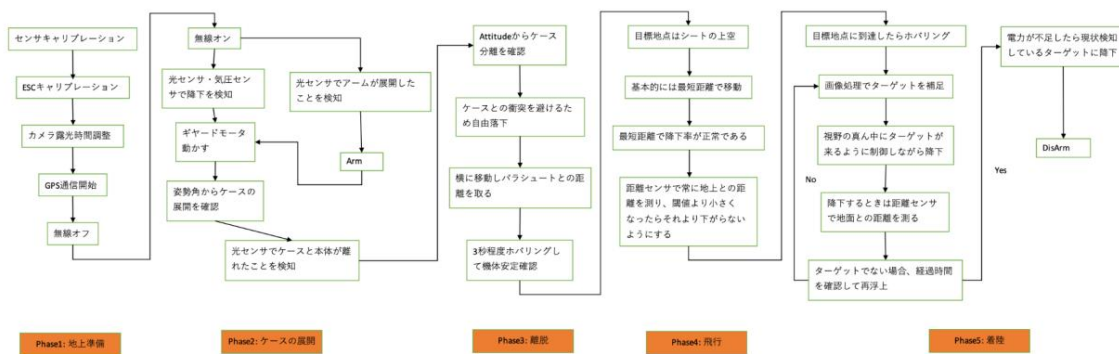 センサキャリブレーション
ESCキャリブレーション
カメラ露光時間調整
GPS通信開始
無線オフ
無線オン
光センサ・気圧セン
サで降下を検知
光センサでアームが展開した
ことを検知
ギヤードモータ
動かす
Arm
姿勢角からケースの
展開を確認
光センサでケースと本体が離
れたことを検知
Attitudeからケース
分離を確認
ケースとの衝突を避けるため
自由落下
横に移動しパラシュートとの距
離を取る
3秒程度ホバリングし
て機体安定確認
目標地点はシートの上空
基本的には最短距離で移動
最短距離で降下率が正常である
距離センサで常に地上との距
離を測り、閾値より小さく
なったらそれより下がらない
ようにする
目標地点に到達したらホバリング
画像処理でターゲットを補足
視野の真ん中にターゲットが
来るように制御しながら降下
No
降下するときは距離センサ
で地面との距離を測る
ターゲットでない場合、経過時間
を確認して再浮上
Yes
電力が不足したら現状検知
しているターゲットに降下
DisArm
Phase1: 地上準備
Phase2: ケースの展開
Phase3: 離脱
Phase4: 飛行
Phase5: 着陸